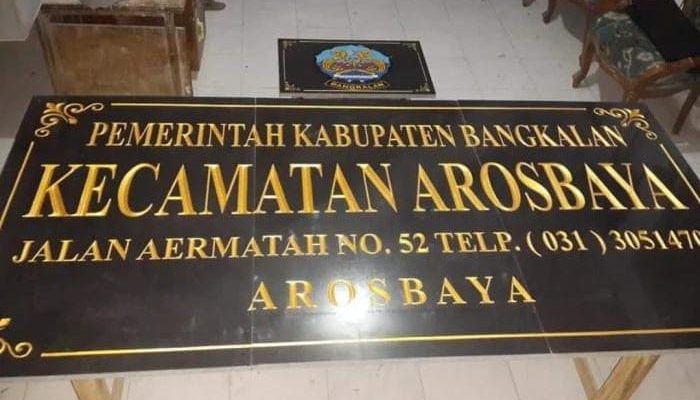 BANGKALAN
PEMERINTAH KABUPATEN BANGKALAN
KECAMATAN AROSBAYA
JALAN AERMATAH NO. 52 TELP. ( 031 ) 3051470
AROSBAYA